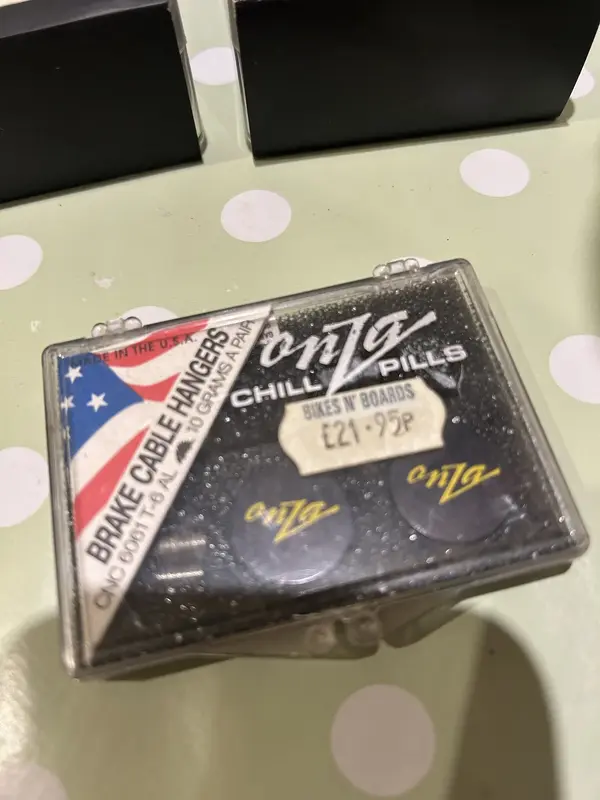 MADE IN THE U.S.A.
BRAKE CABLE HANGERS
CNC 6061 T-6 AL 10 GRAMS A PAIR
onza
CHILL PILLS
BIKES N' BOARDS
£21.95P
onza
onza